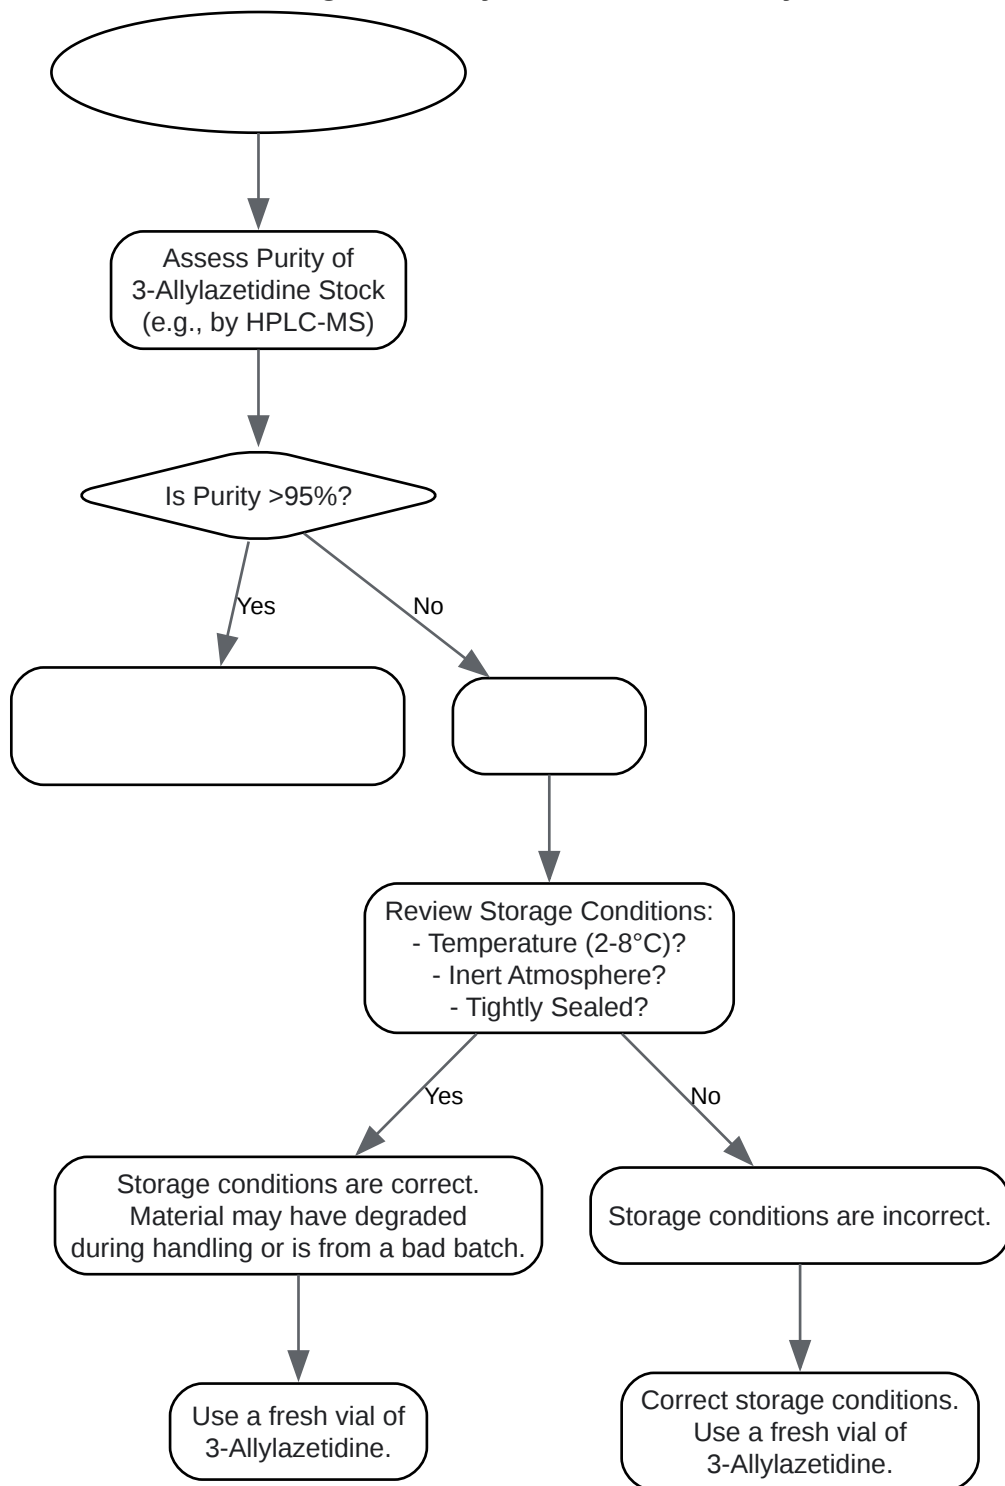 Assess Purity of
3-Allylazetidine Stock
(e.g., by HPLC-MS)
Is Purity >95%?
Yes
No
Review Storage Conditions:
- Temperature (2-8°C)?
- Inert Atmosphere?
- Tightly Sealed?
Yes
No
Storage conditions are correct.
Material may have degraded
during handling or is from a bad batch.
Storage conditions are incorrect.
Use a fresh vial of
3-Allylazetidine.
Correct storage conditions.
Use a fresh vial of
3-Allylazetidine.